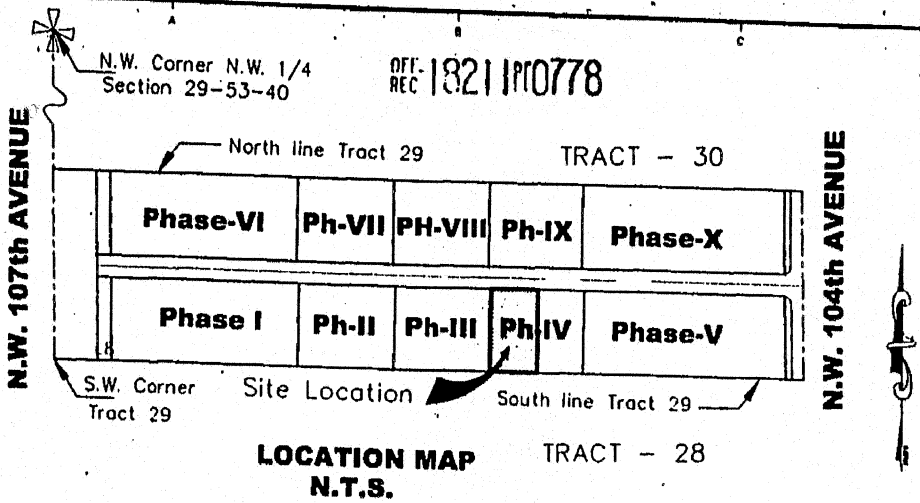 A
B
C
N.W. Corner N.W. 1/4
Section 29-53-40
OFF.
REC 18211PG0778
N.W. 107th AVENUE
North line Tract 29
TRACT - 30
N.W. 104th AVENUE
Phase-VI
Ph-VII
PH-VIII
Ph-IX
Phase-X
Phase I
Ph-II
Ph-III
Ph-IV
Phase-V
8
S.W. Corner
Tract 29
Site Location
South line Tract 29
LOCATION MAP
N.T.S.
TRACT - 28